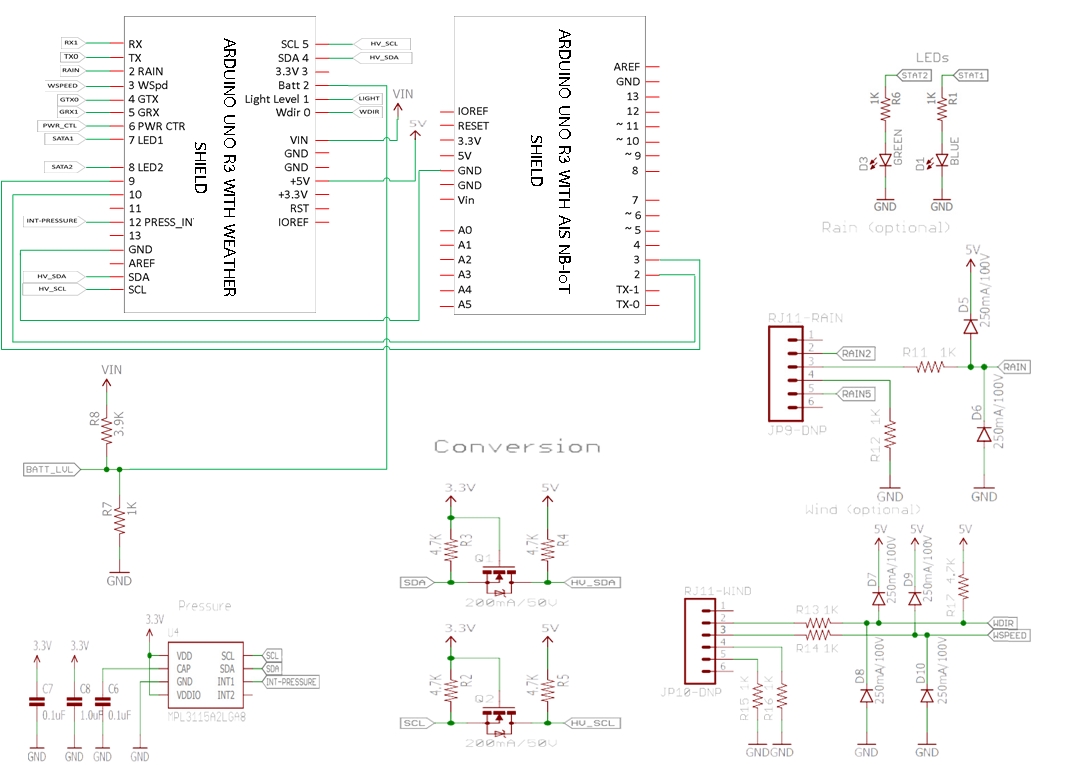 ARDUINO UNO R3 WITH WEATHER
SHIELD
RX1
TX0
RAIN
WSPEED
GTX0
GRX1
PWR_CTL
SATA1
SATA2
INT-PRESSURE
HV_SDA
HV_SCL
RX
TX
2 RAIN
3 WSpd
4 GTX
5 GRX
6 PWR CTR
7 LED1
8 LED2
9
10
11
12 PRESS_IN
13
GND
AREF
SDA
SCL
SCL 5
SDA 4
3.3V 3
Batt 2
Light Level 1
Wdir 0
VIN
GND
GND
+5V
+3.3V
RST
IOREF
HV_SCL
HV_SDA
LIGHT
WDIR
VIN
5V
ARDUINO UNO R3 WITH AIS NB-IoT
SHIELD
IOREF
RESET
3.3V
5V
GND
GND
Vin
A0
A1
A2
A3
A4
A5
AREF
GND
13
12
~ 11
~ 10
~ 9
8
7
~ 6
~ 5
4
3
2
TX-1
TX-0
LEDs
STAT2
STAT1
1K
R6
1K
R1
D3
GREEN
D1
BLUE
GND
GND
Rain (optional)
5V
D5
250mA/100V
RJ11-RAIN
1
2
3
4
5
6
RAIN2
RAIN5
R11 1K
RAIN
D6
250mA/100V
R12 1K
JP9-DNP
GND
GND
VIN
R8
3.9K
BATT_LVL
R7
1K
GND
Conversion
3.3V
5V
4.7K
R3
Q1
4.7K
R4
SDA
HV_SDA
200mA/50V
3.3V
5V
4.7K
R2
Q2
4.7K
R5
SCL
HV_SCL
200mA/50V
Wind (optional)
5V
5V
5V
D7
250mA/100V
D9
250mA/100V
R17 4.7K
RJ11-WIND
1
2
3
4
5
6
R13 1K
R14 1K
WDIR
WSPEED
JP10-DNP
R15 1K
R16 1K
D8
250mA/100V
D10
250mA/100V
GND
GND
GND
GND
Pressure
3.3V
3.3V
3.3V
U4
VDD
CAP
GND
VDDIO
SCL
SDA
INT1
INT2
SCL
SDA
INT-PRESSURE
MPL3115A2LGA8
C7
0.1uF
C8
1.0uF
C6
0.1uF
GND
GND
GND
GND